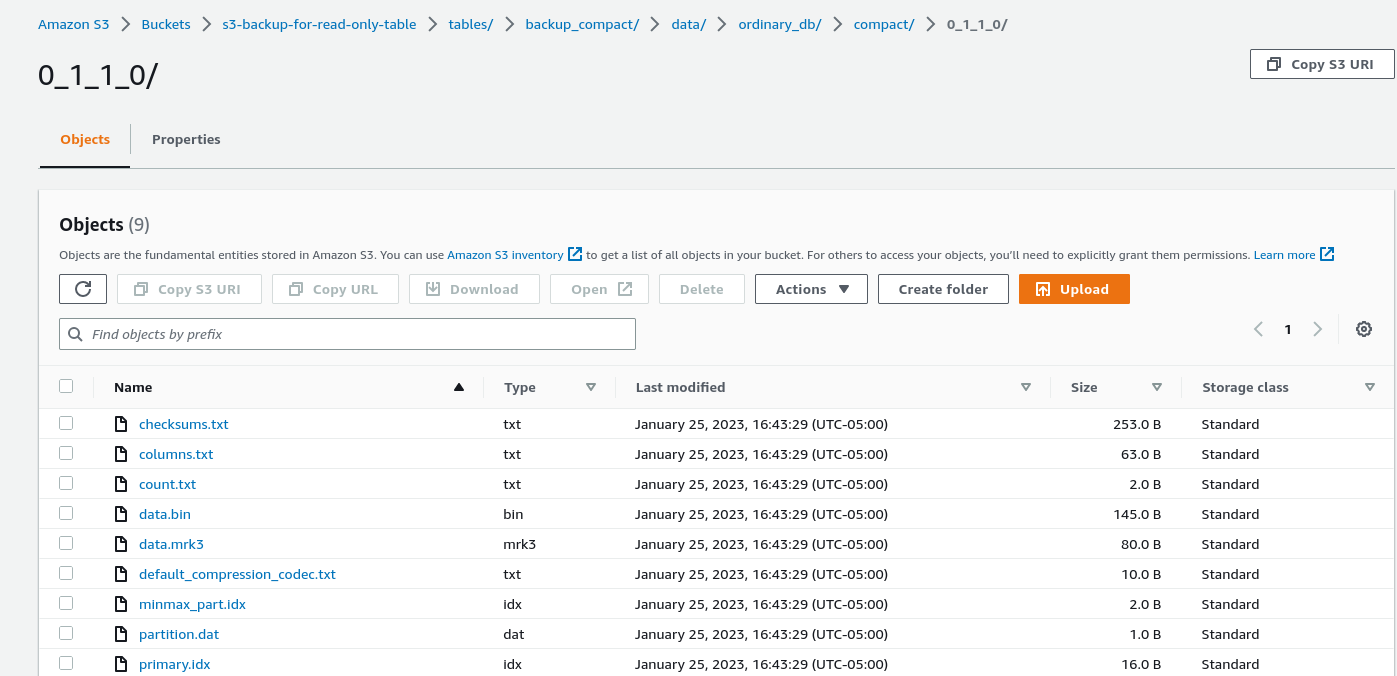 Amazon S3 > Buckets > s3-backup-for-read-only-table > tables/ > backup_compact/ > data/ > ordinary_db/ > compact/ > 0_1_1_0/
0_1_1_0/
Copy S3 URI
Objects Properties
Objects (9)
Objects are the fundamental entities stored in Amazon S3. You can use Amazon S3 inventory to get a list of all objects in your bucket. For others to access your objects, you'll need to explicitly grant them permissions. Learn more
Copy S3 URI Copy URL Download Open Delete Actions Create folder Upload
Find objects by prefix
1
Name Type Last modified Size Storage class
checksums.txt txt January 25, 2023, 16:43:29 (UTC-05:00) 253.0 B Standard
columns.txt txt January 25, 2023, 16:43:29 (UTC-05:00) 63.0 B Standard
count.txt txt January 25, 2023, 16:43:29 (UTC-05:00) 2.0 B Standard
data.bin bin January 25, 2023, 16:43:29 (UTC-05:00) 145.0 B Standard
data.mrk3 mrk3 January 25, 2023, 16:43:29 (UTC-05:00) 80.0 B Standard
default_compression_codec.txt txt January 25, 2023, 16:43:29 (UTC-05:00) 10.0 B Standard
minmax_part.idx idx January 25, 2023, 16:43:29 (UTC-05:00) 2.0 B Standard
partition.dat dat January 25, 2023, 16:43:29 (UTC-05:00) 1.0 B Standard
primary.idx idx January 25, 2023, 16:43:29 (UTC-05:00) 16.0 B Standard